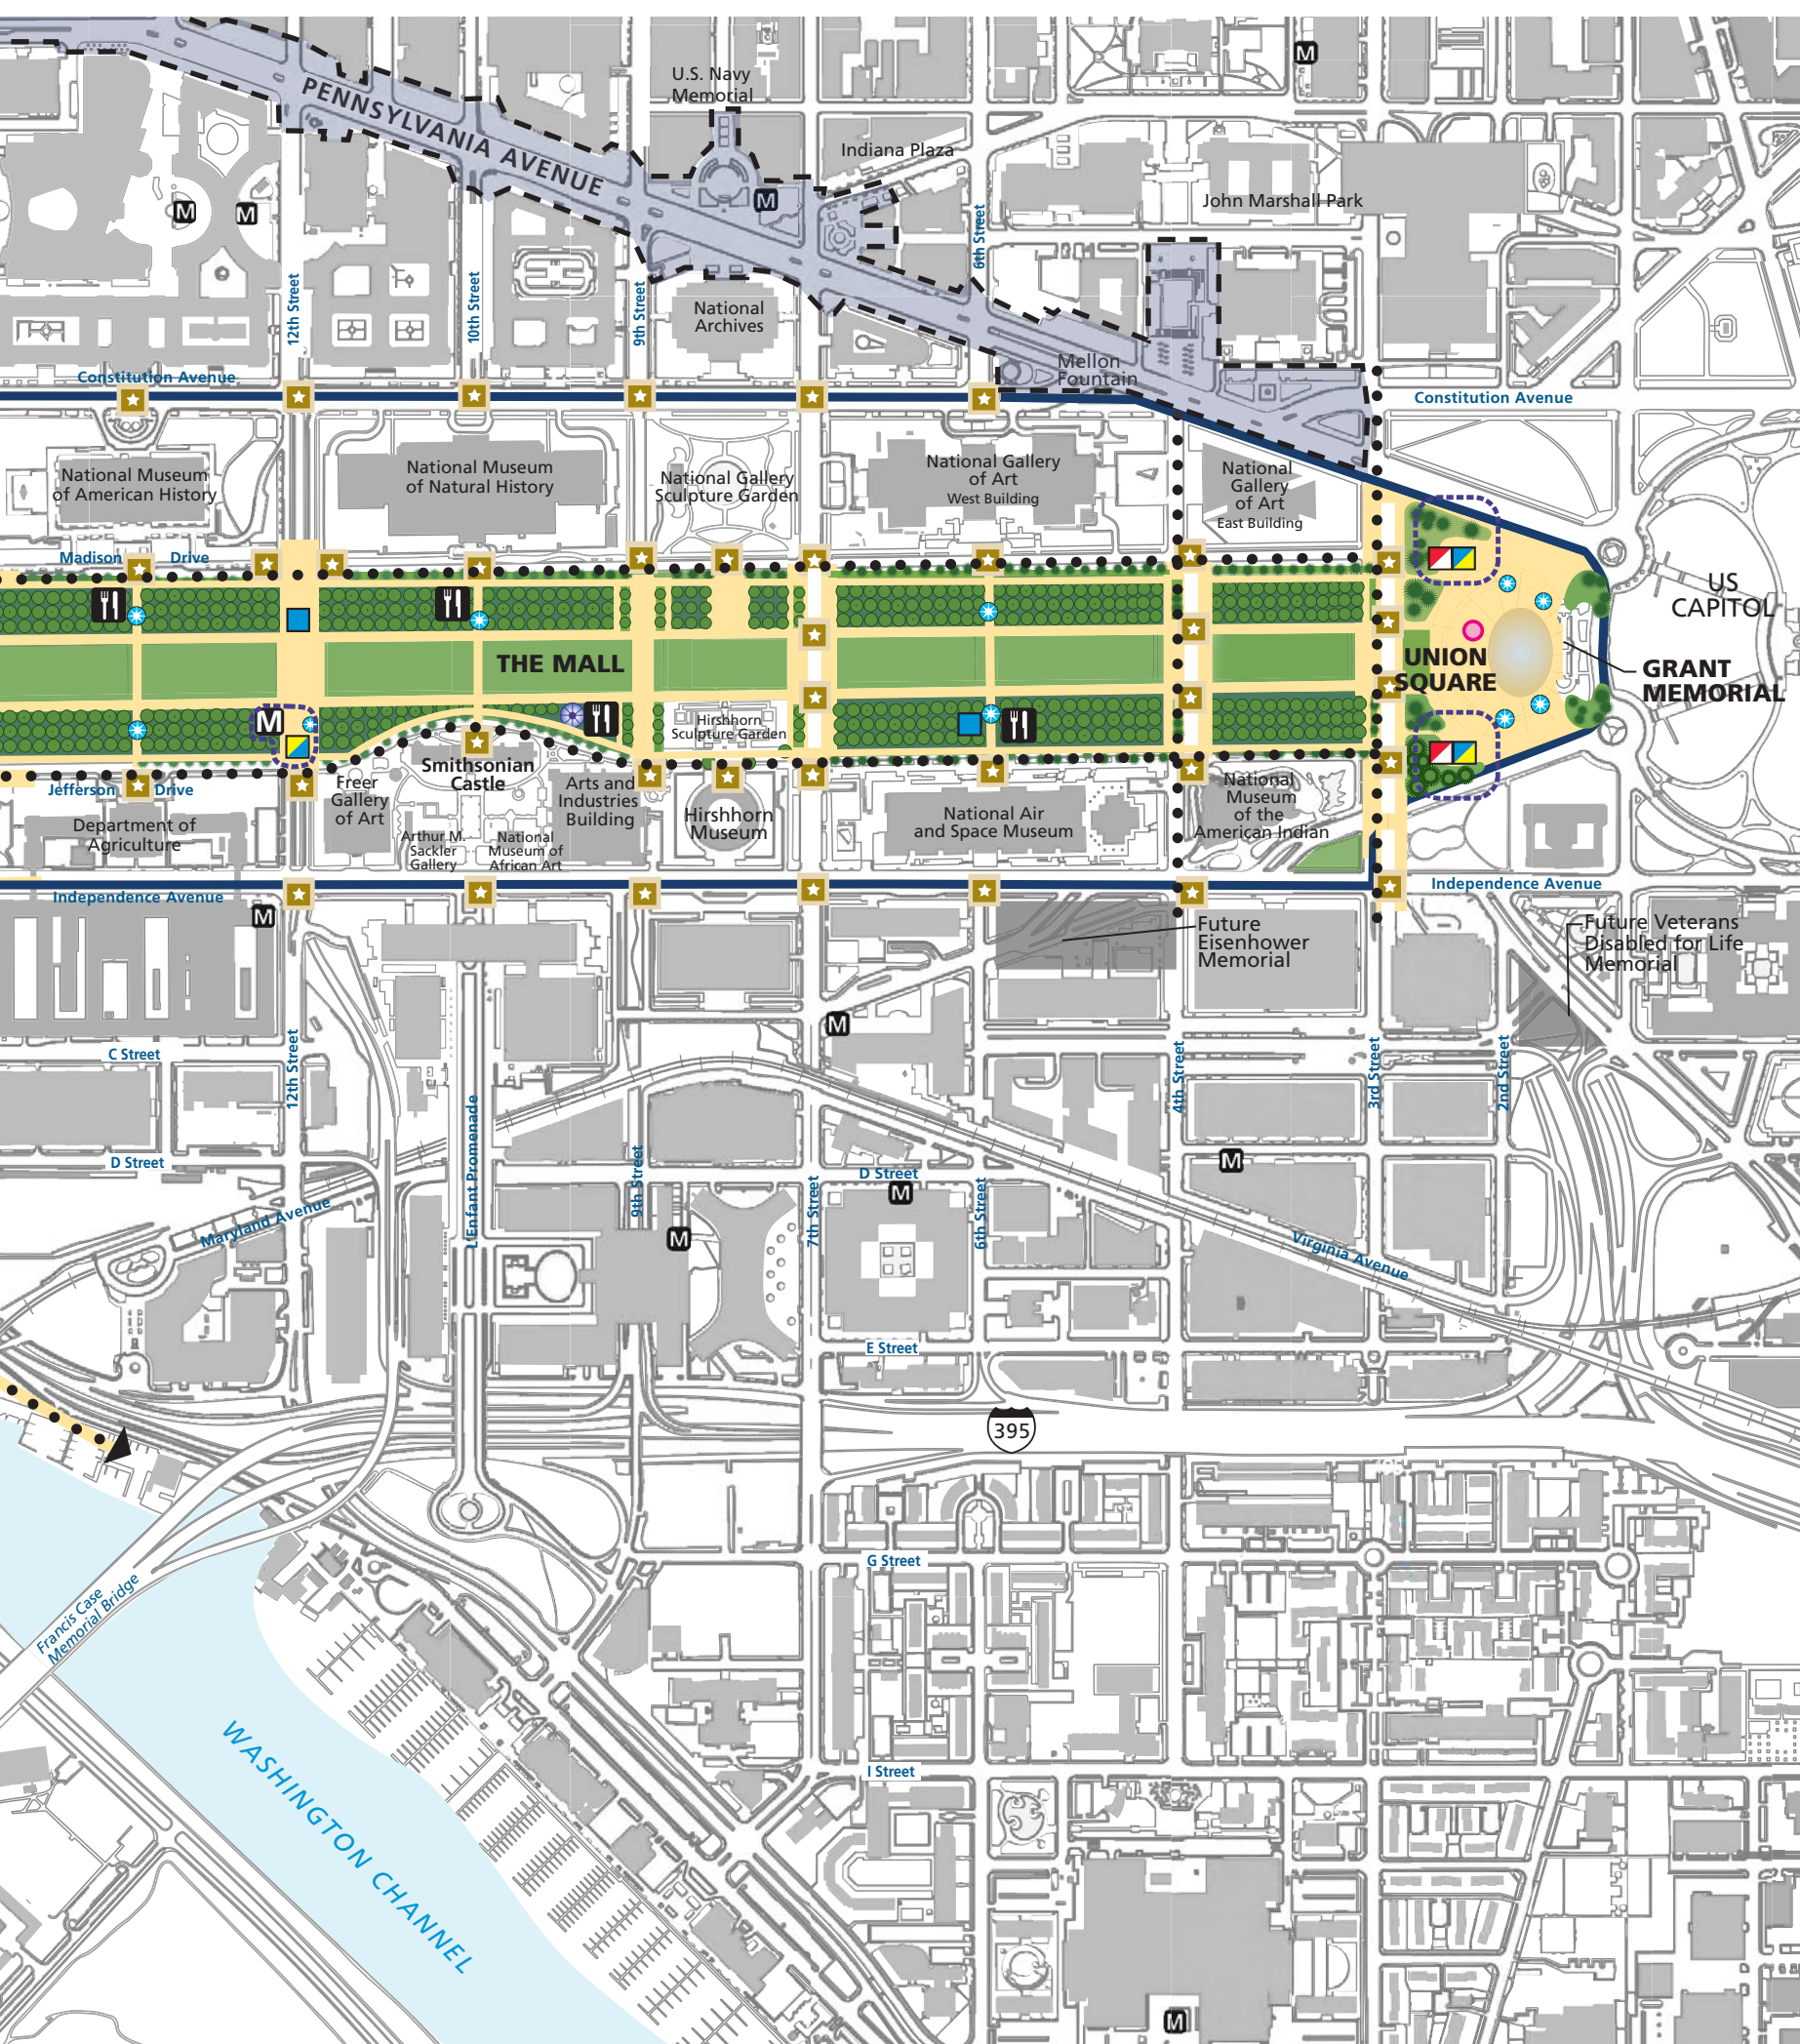 M
U.S. Navy
Memorial
PENNSYLVANIA AVENUE
Indiana Plaza
M
M
M
John Marshall Park
6th Street
12th Street
10th Street
9th Street
National
Archives
Mellon
Fountain
Constitution Avenue
Constitution Avenue
National Museum
of American History
National Museum
of Natural History
National Gallery
Sculpture Garden
National Gallery
of Art
West Building
National
Gallery
of Art
East Building
Madison Drive
US
CAPITOL
THE MALL
UNION
SQUARE
GRANT
MEMORIAL
M
Hirshhorn
Sculpture Garden
Jefferson Drive
Freer
Gallery
of Art
Smithsonian
Castle
Arts and
Industries
Building
Hirshhorn
Museum
National Air
and Space Museum
National
Museum
of the
American Indian
Department of
Agriculture
Arthur M.
Sackler
Gallery
National
Museum of
African Art
Independence Avenue
Independence Avenue
M
Future
Eisenhower
Memorial
Future Veterans
Disabled for Life
Memorial
M
C Street
12th Street
4th Street
3rd Street
2nd Street
D Street
L'Enfant Promenade
9th Street
D Street
M
M
M
7th Street
6th Street
Maryland Avenue
Virginia Avenue
E Street
395
G Street
Francis Case
Memorial Bridge
I Street
WASHINGTON CHANNEL
M